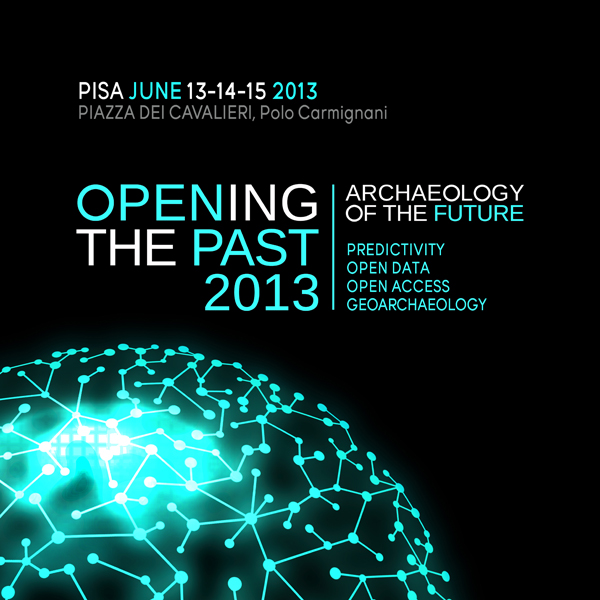 PISA JUNE 13-14-15 2013
PIAZZA DEI CAVALIERI, Polo Carmignani
OPENING
THE PAST
2013
ARCHAEOLOGY
OF THE FUTURE
PREDICTIVITY
OPEN DATA
OPEN ACCESS
GEOARCHAEOLOGY